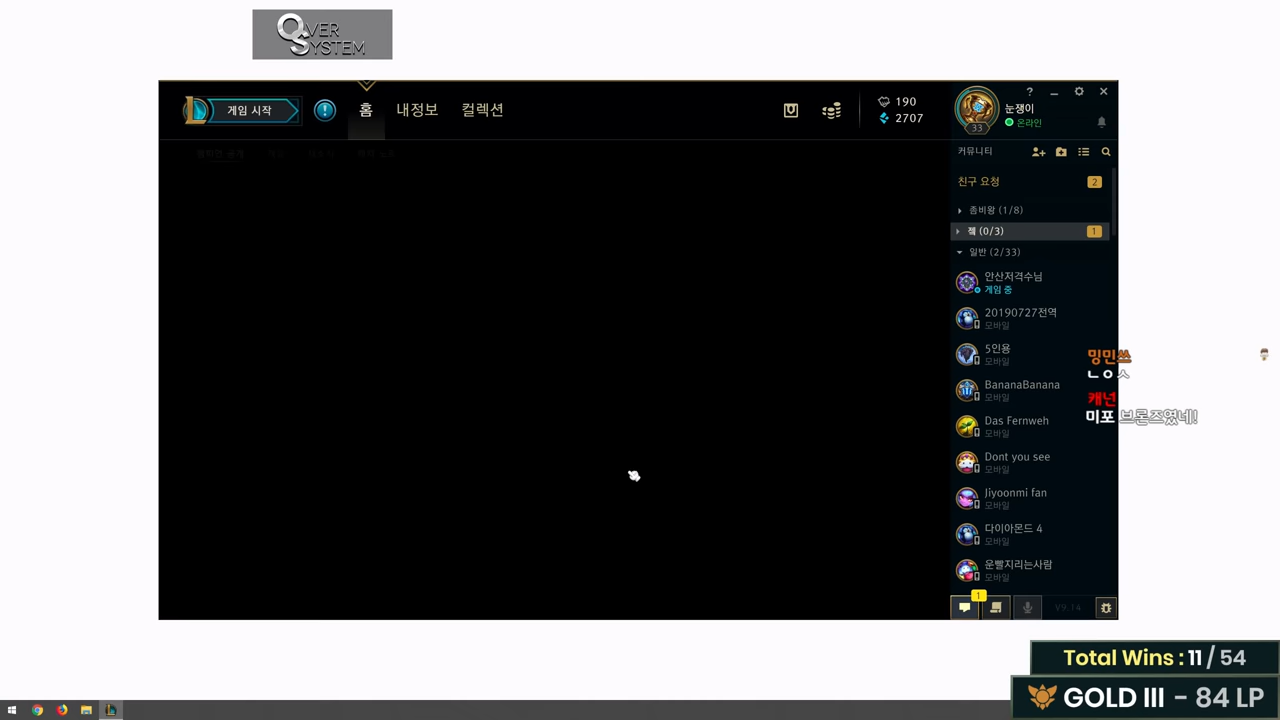 OVER
SYSTEM
게임 시작
홈
내정보
컬렉션
190
2707
33
눈쟁이
온라인
커뮤니티
친구 요청
2
좀비왕 (1/8)
젴 (0/3)
1
일반 (2/33)
안산저격수님
게임 중
20190727전역
모바일
5인용
모바일
BananaBanana
모바일
Das Fernweh
모바일
Dont you see
모바일
Jiyoonmi fan
모바일
다이아몬드 4
모바일
운빨지리는사람
모바일
1
V9.14
밍민쓰
ㄴㅇㅅ
캐넌
미포 브론즈였네!
Total Wins : 11 / 54
GOLD III - 84 LP